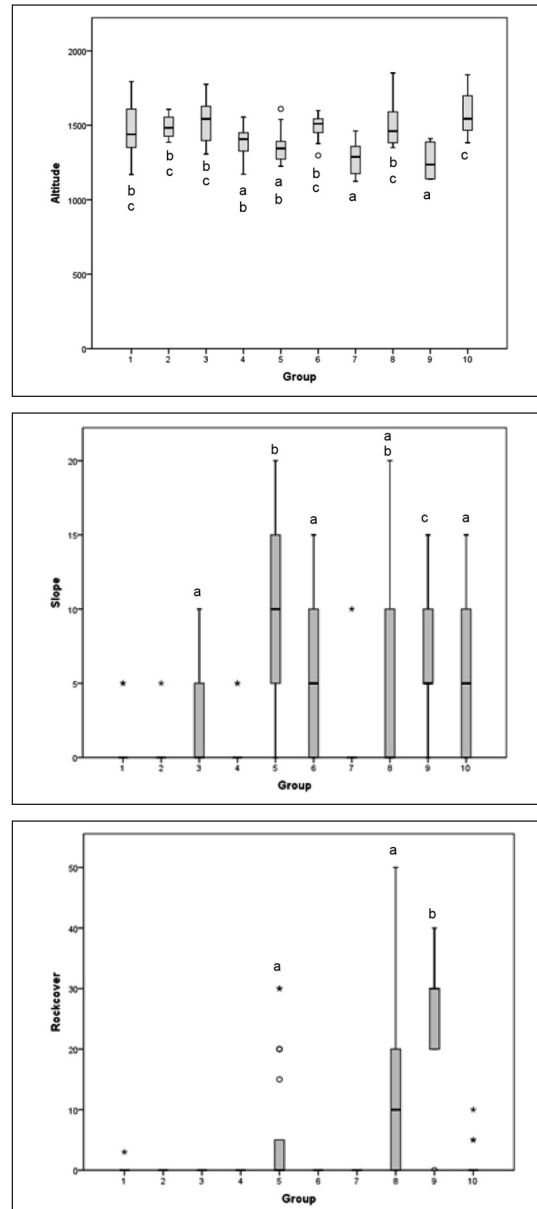 2000
1500
1000
500
0
Altitude
b b b a a b a b a c
c c c b b c c
1 2 3 4 5 6 7 8 9 10
Group
20
15
10
5
0
Slope
a
a b b a c a
1 2 3 4 5 6 7 8 9 10
Group
50
40
30
20
10
0
Rockcover
a a b
1 2 3 4 5 6 7 8 9 10
Group